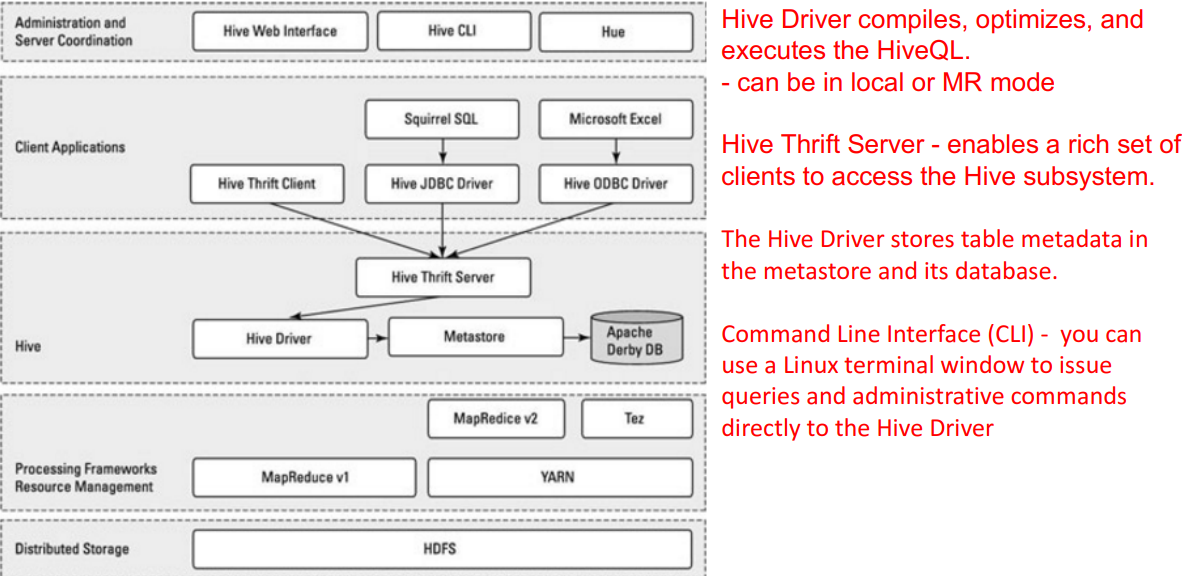 Administration and
Server Coordination
Hive Web Interface
Hive CLI
Hue
Client Applications
Squirrel SQL
Microsoft Excel
Hive Thrift Client
Hive JDBC Driver
Hive ODBC Driver
Hive
Hive Thrift Server
Hive Driver
Metastore
Apache
Derby DB
Processing Frameworks
Resource Management
MapRedice v2
Tez
MapReduce v1
YARN
Distributed Storage
HDFS
Hive Driver compiles, optimizes, and
executes the HiveQL.
- can be in local or MR mode
Hive Thrift Server - enables a rich set of
clients to access the Hive subsystem.
The Hive Driver stores table metadata in
the metastore and its database.
Command Line Interface (CLI) - you can
use a Linux terminal window to issue
queries and administrative commands
directly to the Hive Driver